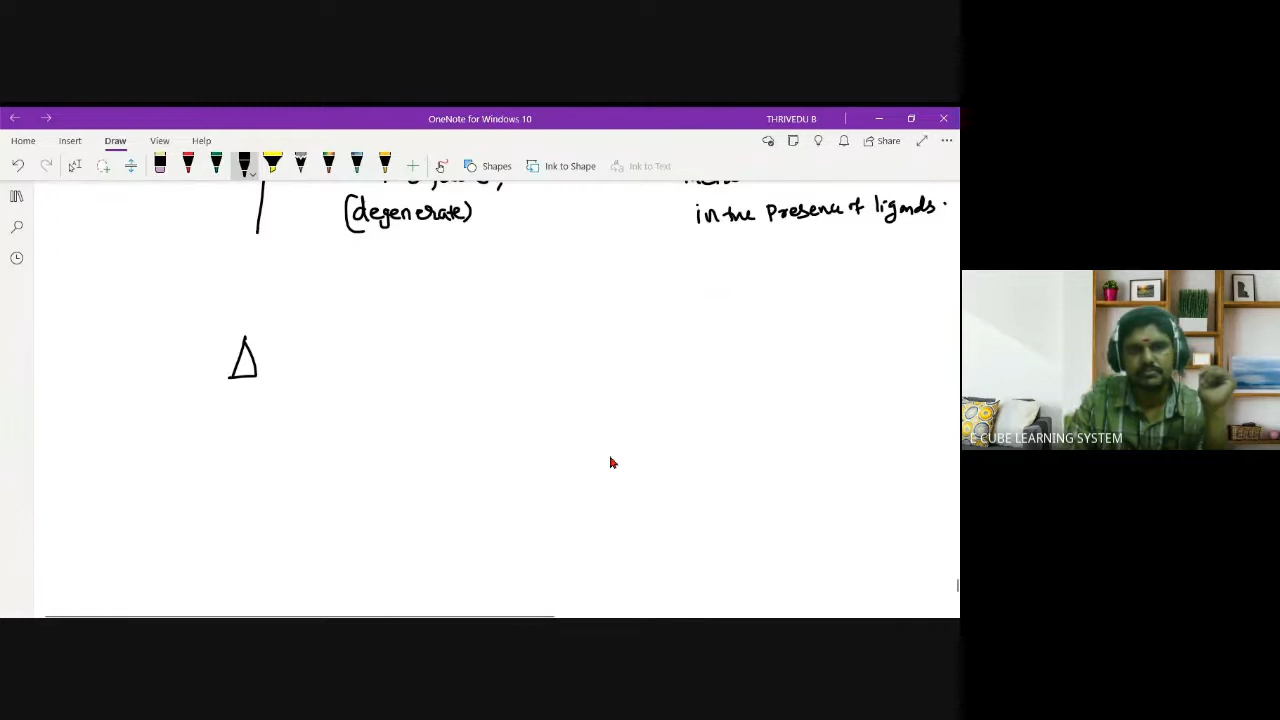 OneNote for Windows 10
THRIVEDU B
Home Insert Draw View Help
Share
Shapes Ink to Shape Ink to Text
(degenerate)
in the Presence of ligands.
Δ
E CUBE LEARNING SYSTEM